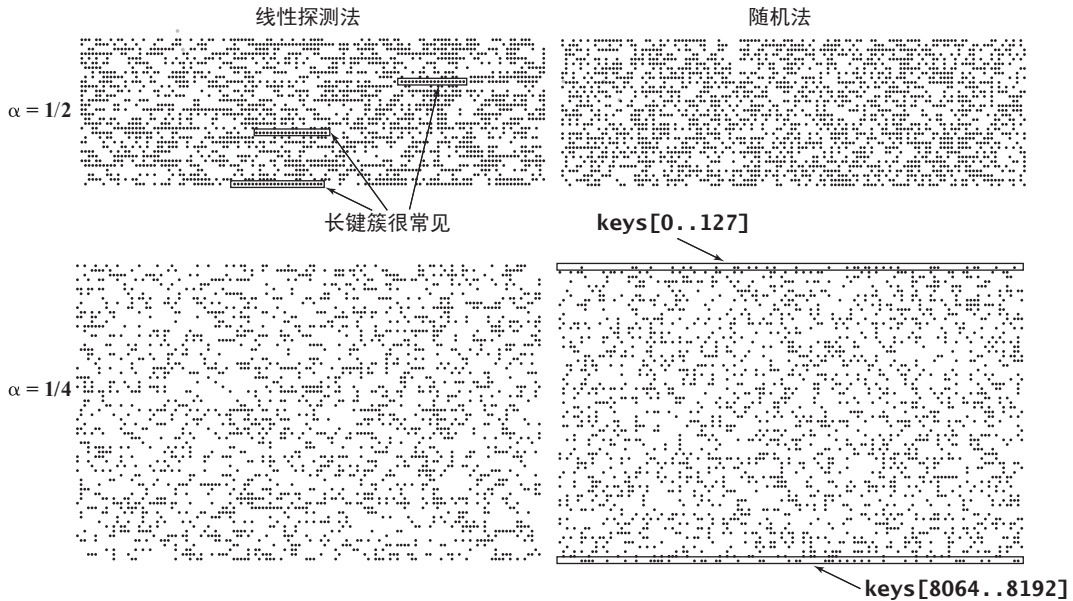 线性探测法
随机法
α = 1/2
长键簇很常见
keys[0..127]
α = 1/4
keys[8064..8192]